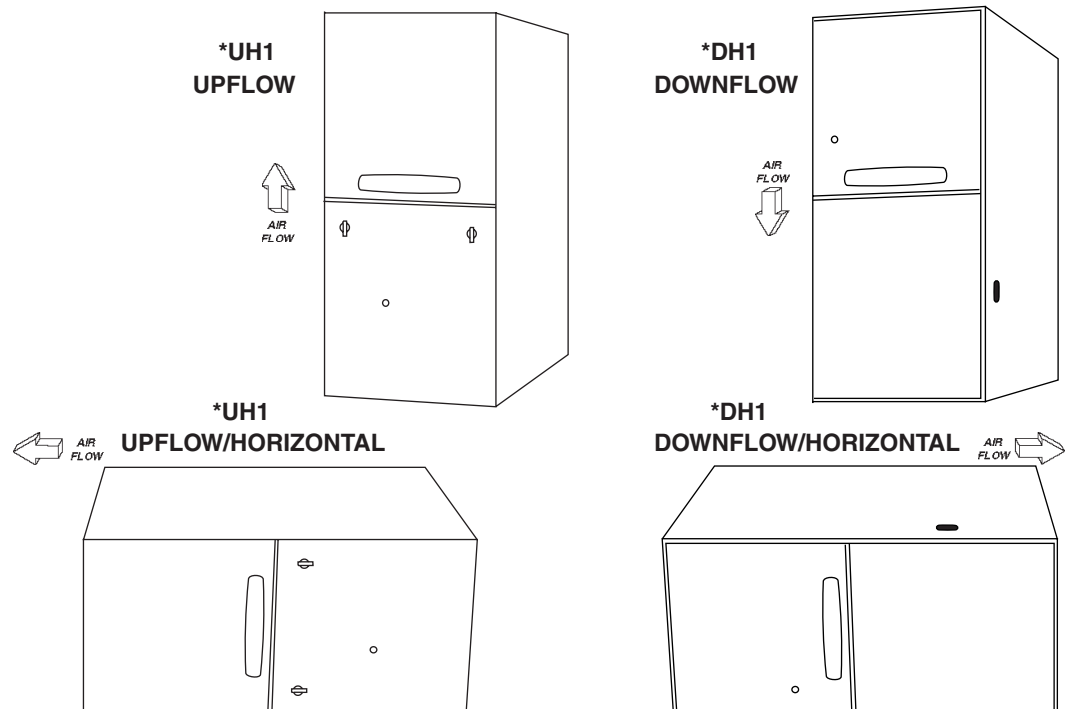 *UH1
UPFLOW
AIR
FLOW
*DH1
DOWNFLOW
AIR
FLOW
*UH1
UPFLOW/HORIZONTAL
AIR
FLOW
*DH1
DOWNFLOW/HORIZONTAL
AIR
FLOW